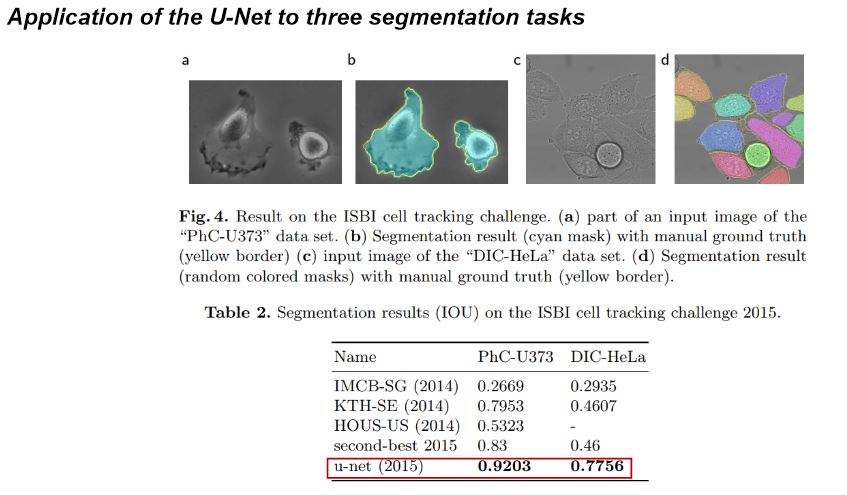 Application of the U-Net to three segmentation tasks
a b c d
Fig. 4. Result on the ISBI cell tracking challenge. (a) part of an input image of the
“PhC-U373” data set. (b) Segmentation result (cyan mask) with manual ground truth
(yellow border) (c) input image of the “DIC-HeLa” data set. (d) Segmentation result
(random colored masks) with manual ground truth (yellow border).
Table 2. Segmentation results (IOU) on the ISBI cell tracking challenge 2015.
Name PhC-U373 DIC-HeLa
IMCB-SG (2014) 0.2669 0.2935
KTH-SE (2014) 0.7953 0.4607
HOUS-US (2014) 0.5323 -
second-best 2015 0.83 0.46
u-net (2015) 0.9203 0.7756